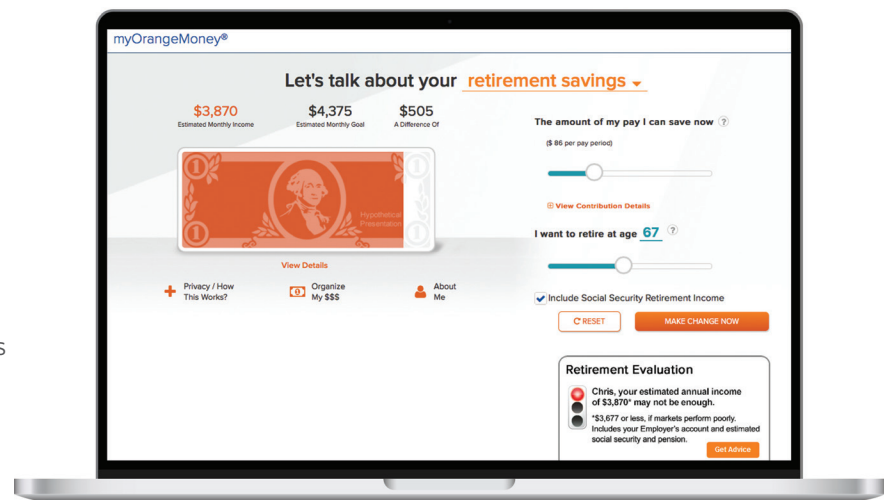 myOrangeMoney®
Let's talk about your retirement savings
$3,870
Estimated Monthly Income
$4,375
Estimated Monthly Goal
$505
A Difference Of
1
1
1
1
Hypothetical
Presentation
View Details
Privacy / How
This Works?
Organize
My $$$
About
Me
The amount of my pay I can save now ?
($ 86 per pay period)
View Contribution Details
I want to retire at age 67 ?
Include Social Security Retirement Income
RESET
MAKE CHANGE NOW
Retirement Evaluation
Chris, your estimated annual income
of $3,870* may not be enough.
*$3,677 or less, if markets perform poorly.
Includes your Employer's account and estimated
social security and pension.
Get Advice
s